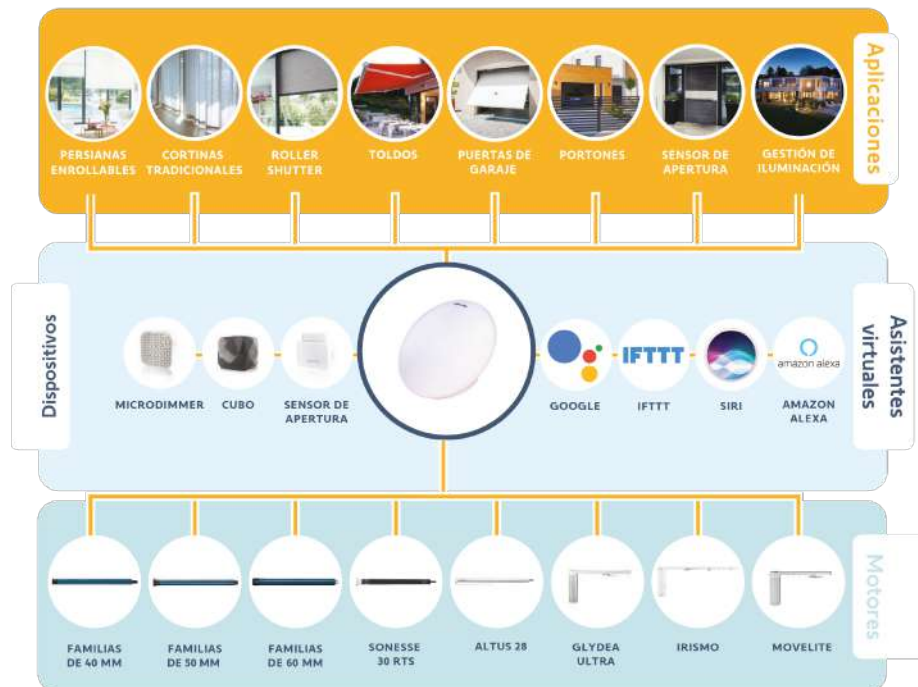 PERSIANAS
ENROLLABLES
CORTINAS
TRADICIONALES
ROLLER
SHUTTER
TOLDOS
PUERTAS DE
GARAJE
PORTONES
SENSOR DE
APERTURA
GESTIÓN DE
ILUMINACIÓN
Aplicaciones
Dispositivos
MICRODIMMER
CUBO
SENSOR DE
APERTURA
GOOGLE
IFTTT
IFTTT
SIRI
amazon alexa
AMAZON
ALEXA
Asistentes
virtuales
FAMILIAS
DE 40 MM
FAMILIAS
DE 50 MM
FAMILIAS
DE 60 MM
SONESSE
30 RTS
ALTUS 28
GLYDEA
ULTRA
IRISMO
MOVELITE
Motores